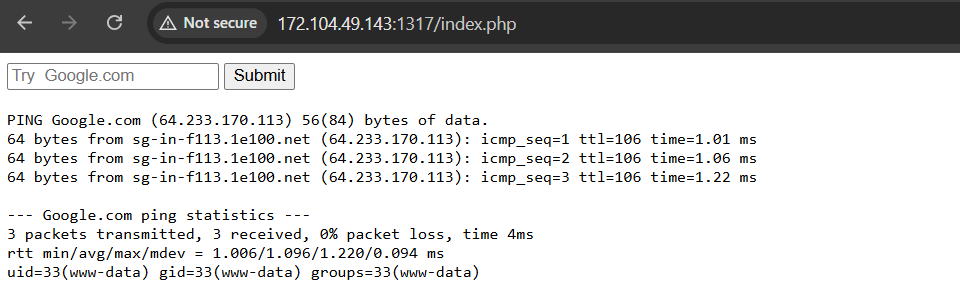 Not secure 172.104.49.143:1317/index.php
Try Google.com Submit
PING Google.com (64.233.170.113) 56(84) bytes of data.
64 bytes from sg-in-f113.1e100.net (64.233.170.113): icmp_seq=1 ttl=106 time=1.01 ms
64 bytes from sg-in-f113.1e100.net (64.233.170.113): icmp_seq=2 ttl=106 time=1.06 ms
64 bytes from sg-in-f113.1e100.net (64.233.170.113): icmp_seq=3 ttl=106 time=1.22 ms
--- Google.com ping statistics ---
3 packets transmitted, 3 received, 0% packet loss, time 4ms
rtt min/avg/max/mdev = 1.006/1.096/1.220/0.094 ms
uid=33(www-data) gid=33(www-data) groups=33(www-data)